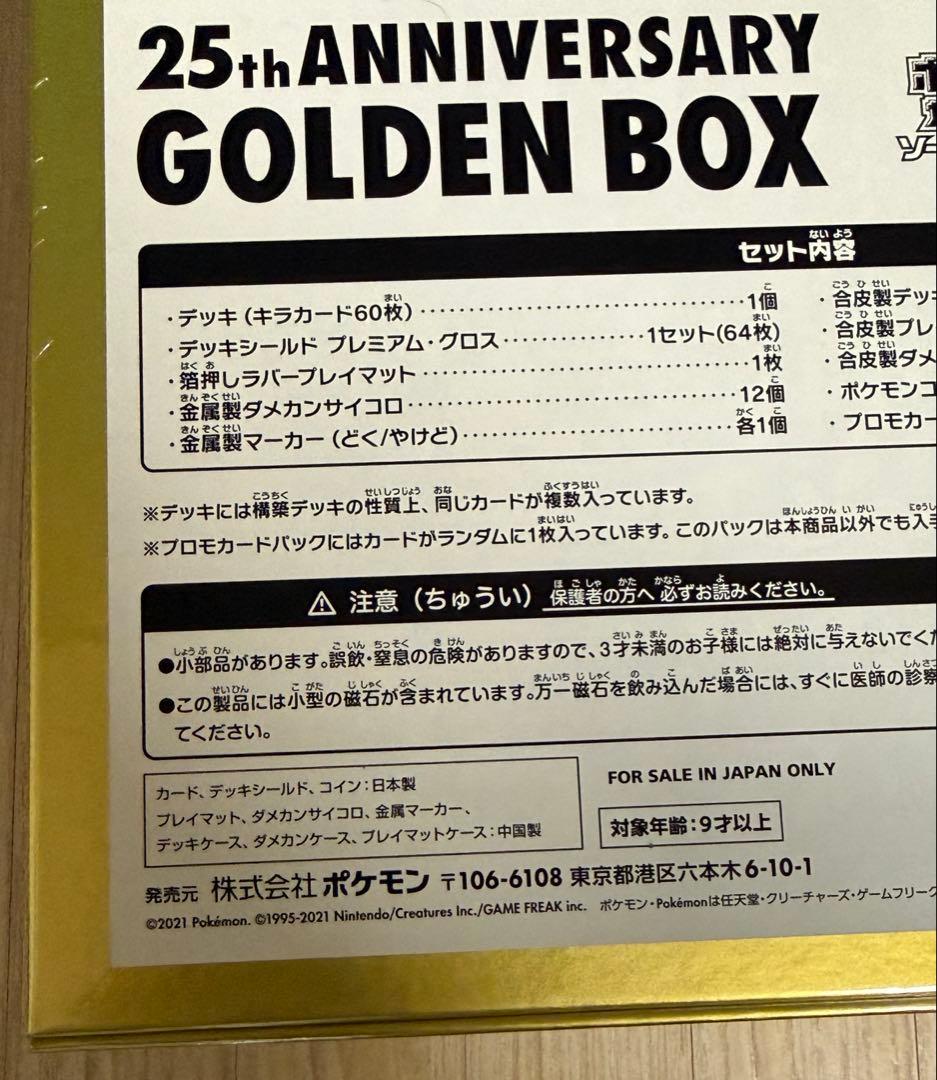 25th ANNIVERSARY
GOLDEN BOX
セット内容
・デッキ(キラカード60枚)……………………………1個
・デッキシールド プレミアム・グロス……………1セット(64枚)
・箔押しラバープレイマット……………………………1枚
・金属製ダメカンサイコロ……………………………12個
・金属製マーカー(どく/やけど)……………………各1個
・合皮製デッキ
・合皮製プレ
・合皮製ダメ
・ポケモンコ
・プロモカー
※デッキには構築デッキの性質上、同じカードが複数入っています。
※プロモカードパックにはカードがランダムに1枚入っています。このパックは本商品以外でも入手
⚠ 注意(ちゅうい) 保護者の方へ 必ずお読みください。
●小部品があります。誤飲・窒息の危険がありますので、3才未満のお子様には絶対に与えないでくだ
●この製品には小型の磁石が含まれています。万一磁石を飲み込んだ場合には、すぐに医師の診察
てください。
カード、デッキシールド、コイン:日本製
プレイマット、ダメカンサイコロ、金属マーカー、
デッキケース、ダメカンケース、プレイマットケース:中国製
FOR SALE IN JAPAN ONLY
対象年齢:9才以上
発売元 株式会社ポケモン 〒106-6108 東京都港区六本木6-10-1
©2021 Pokémon. ©1995-2021 Nintendo/Creatures Inc./GAME FREAK inc. ポケモン・Pokémonは任天堂・クリーチャーズ・ゲームフリーク